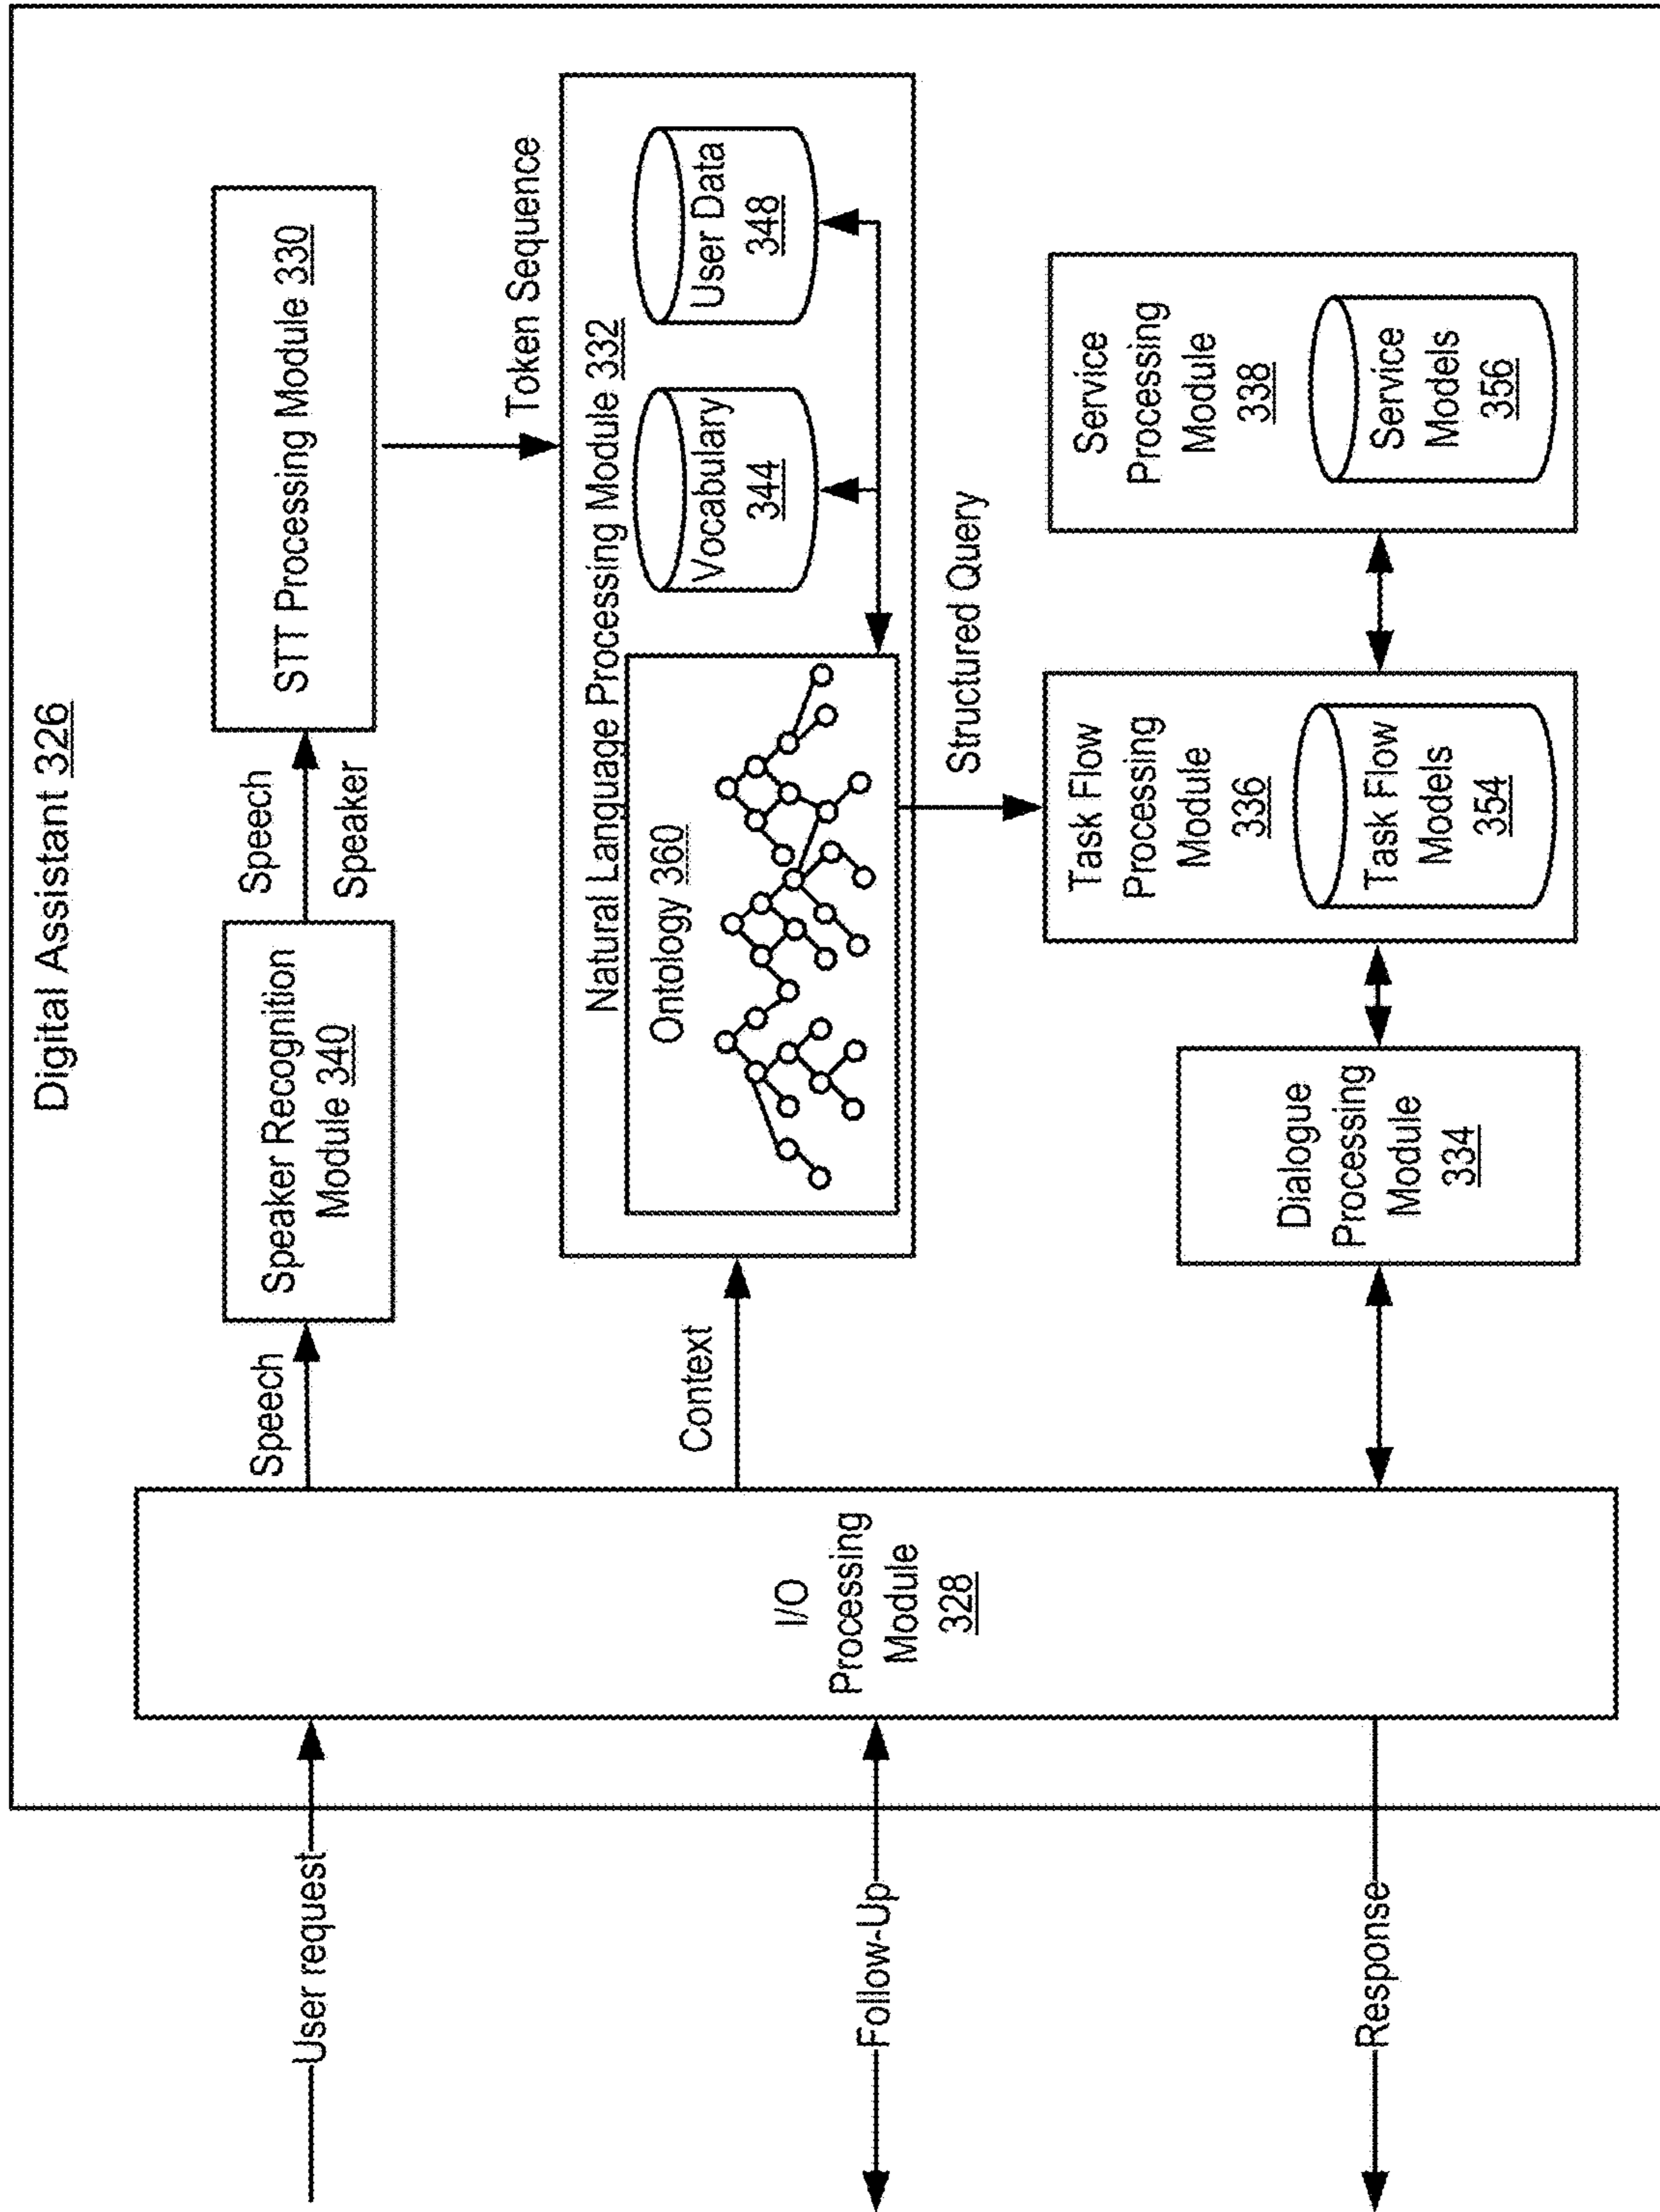 Digital Assistant 326
User request
Follow-Up
Response
I/O
Processing
Module
328
Speech
Speaker Recognition
Module 340
Speech
Speaker
STT Processing Module 330
Token Sequence
Context
Natural Language Processing Module 332
Ontology 360
Vocabulary
344
User Data
348
Structured Query
Dialogue
Processing
Module
334
Task Flow
Processing
Module
336
Task Flow
Models
354
Service
Processing
Module
338
Service
Models
356